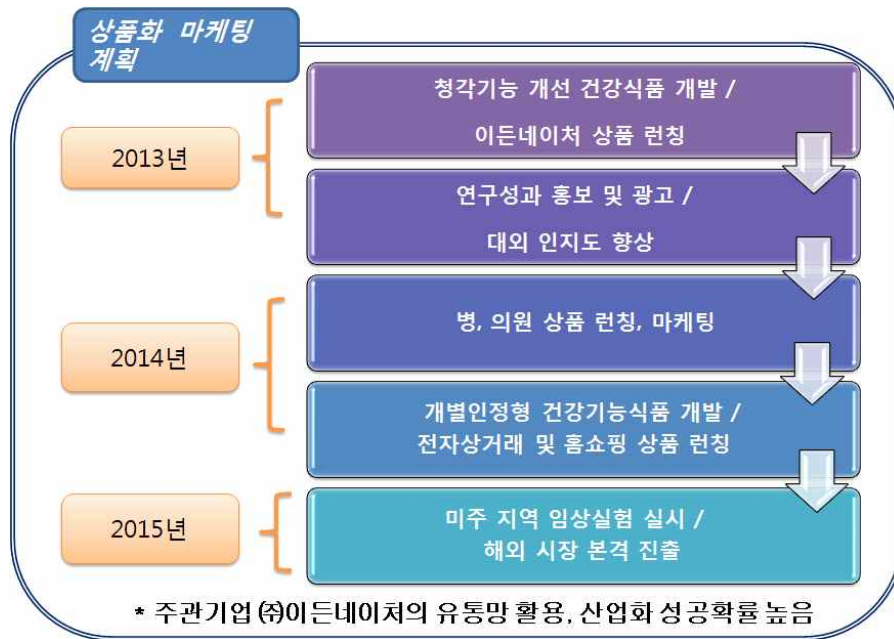 상품화 마케팅
계획
2013년
청각기능 개선 건강식품 개발 /
이든네이처 상품 런칭
연구성과 홍보 및 광고 /
대외 인지도 향상
2014년
병, 의원 상품 런칭, 마케팅
개별인정형 건강기능식품 개발 /
전자상거래 및 홈쇼핑 상품 런칭
2015년
미주 지역 임상실험 실시 /
해외 시장 본격 진출
* 주관기업 ㈜이든네이처의 유통망 활용, 산업화 성공확률 높음